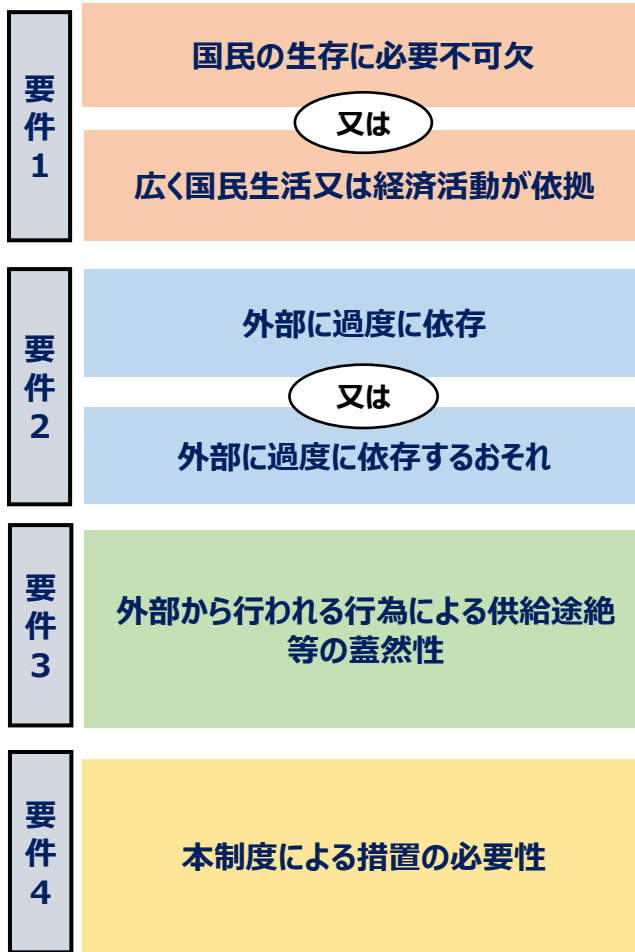 要件1
国民の生存に必要不可欠
又は
広く国民生活又は経済活動が依拠
要件2
外部に過度に依存
又は
外部に過度に依存するおそれ
要件3
外部から行われる行為による供給途絶
等の蓋然性
要件4
本制度による措置の必要性